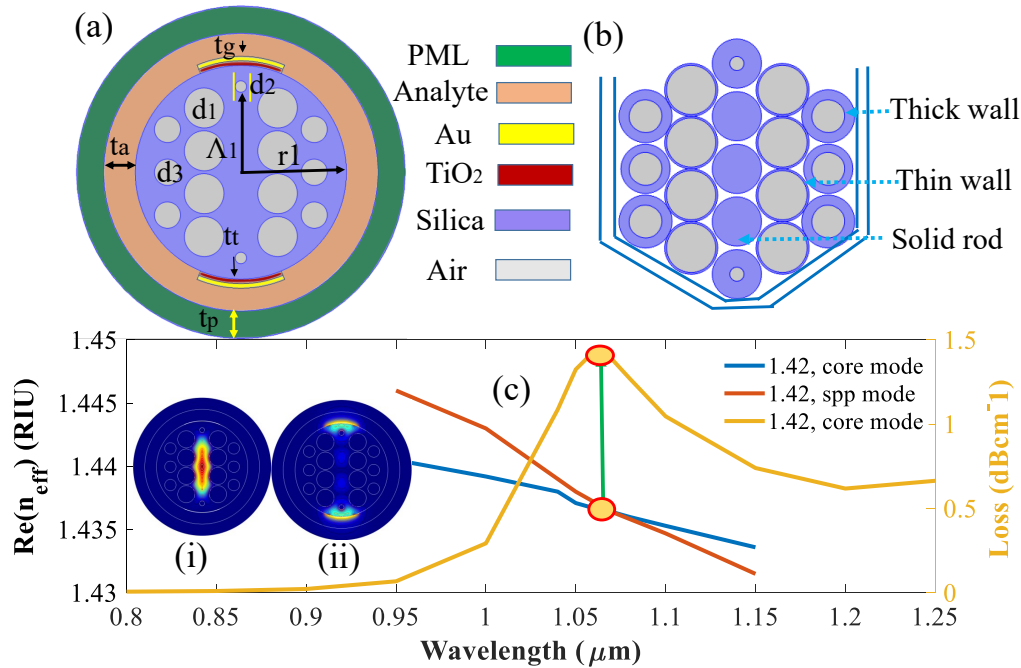 (a)
tg
d2
d1
Λ1
r1
ta
d3
tt
tp
PML
Analyte
Au
TiO2
Silica
Air
(b)
Thick wall
Thin wall
Solid rod
(c)
1.42, core mode
1.42, spp mode
1.42, core mode
(i)
(ii)
Re(neff) (RIU)
1.45
1.445
1.44
1.435
1.43
Loss (dBcm-1)
1.5
1
0.5
0
0.8 0.85 0.9 0.95 1 1.05 1.1 1.15 1.2 1.25
Wavelength ( μm)